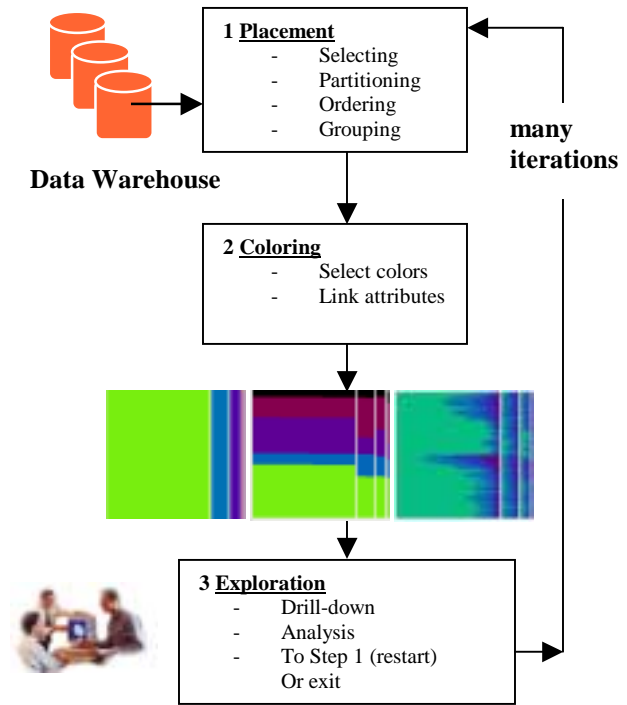 1 Placement
- Selecting
- Partitioning
- Ordering
- Grouping
many
iterations
Data Warehouse
2 Coloring
- Select colors
- Link attributes
3 Exploration
- Drill-down
- Analysis
- To Step 1 (restart)
Or exit